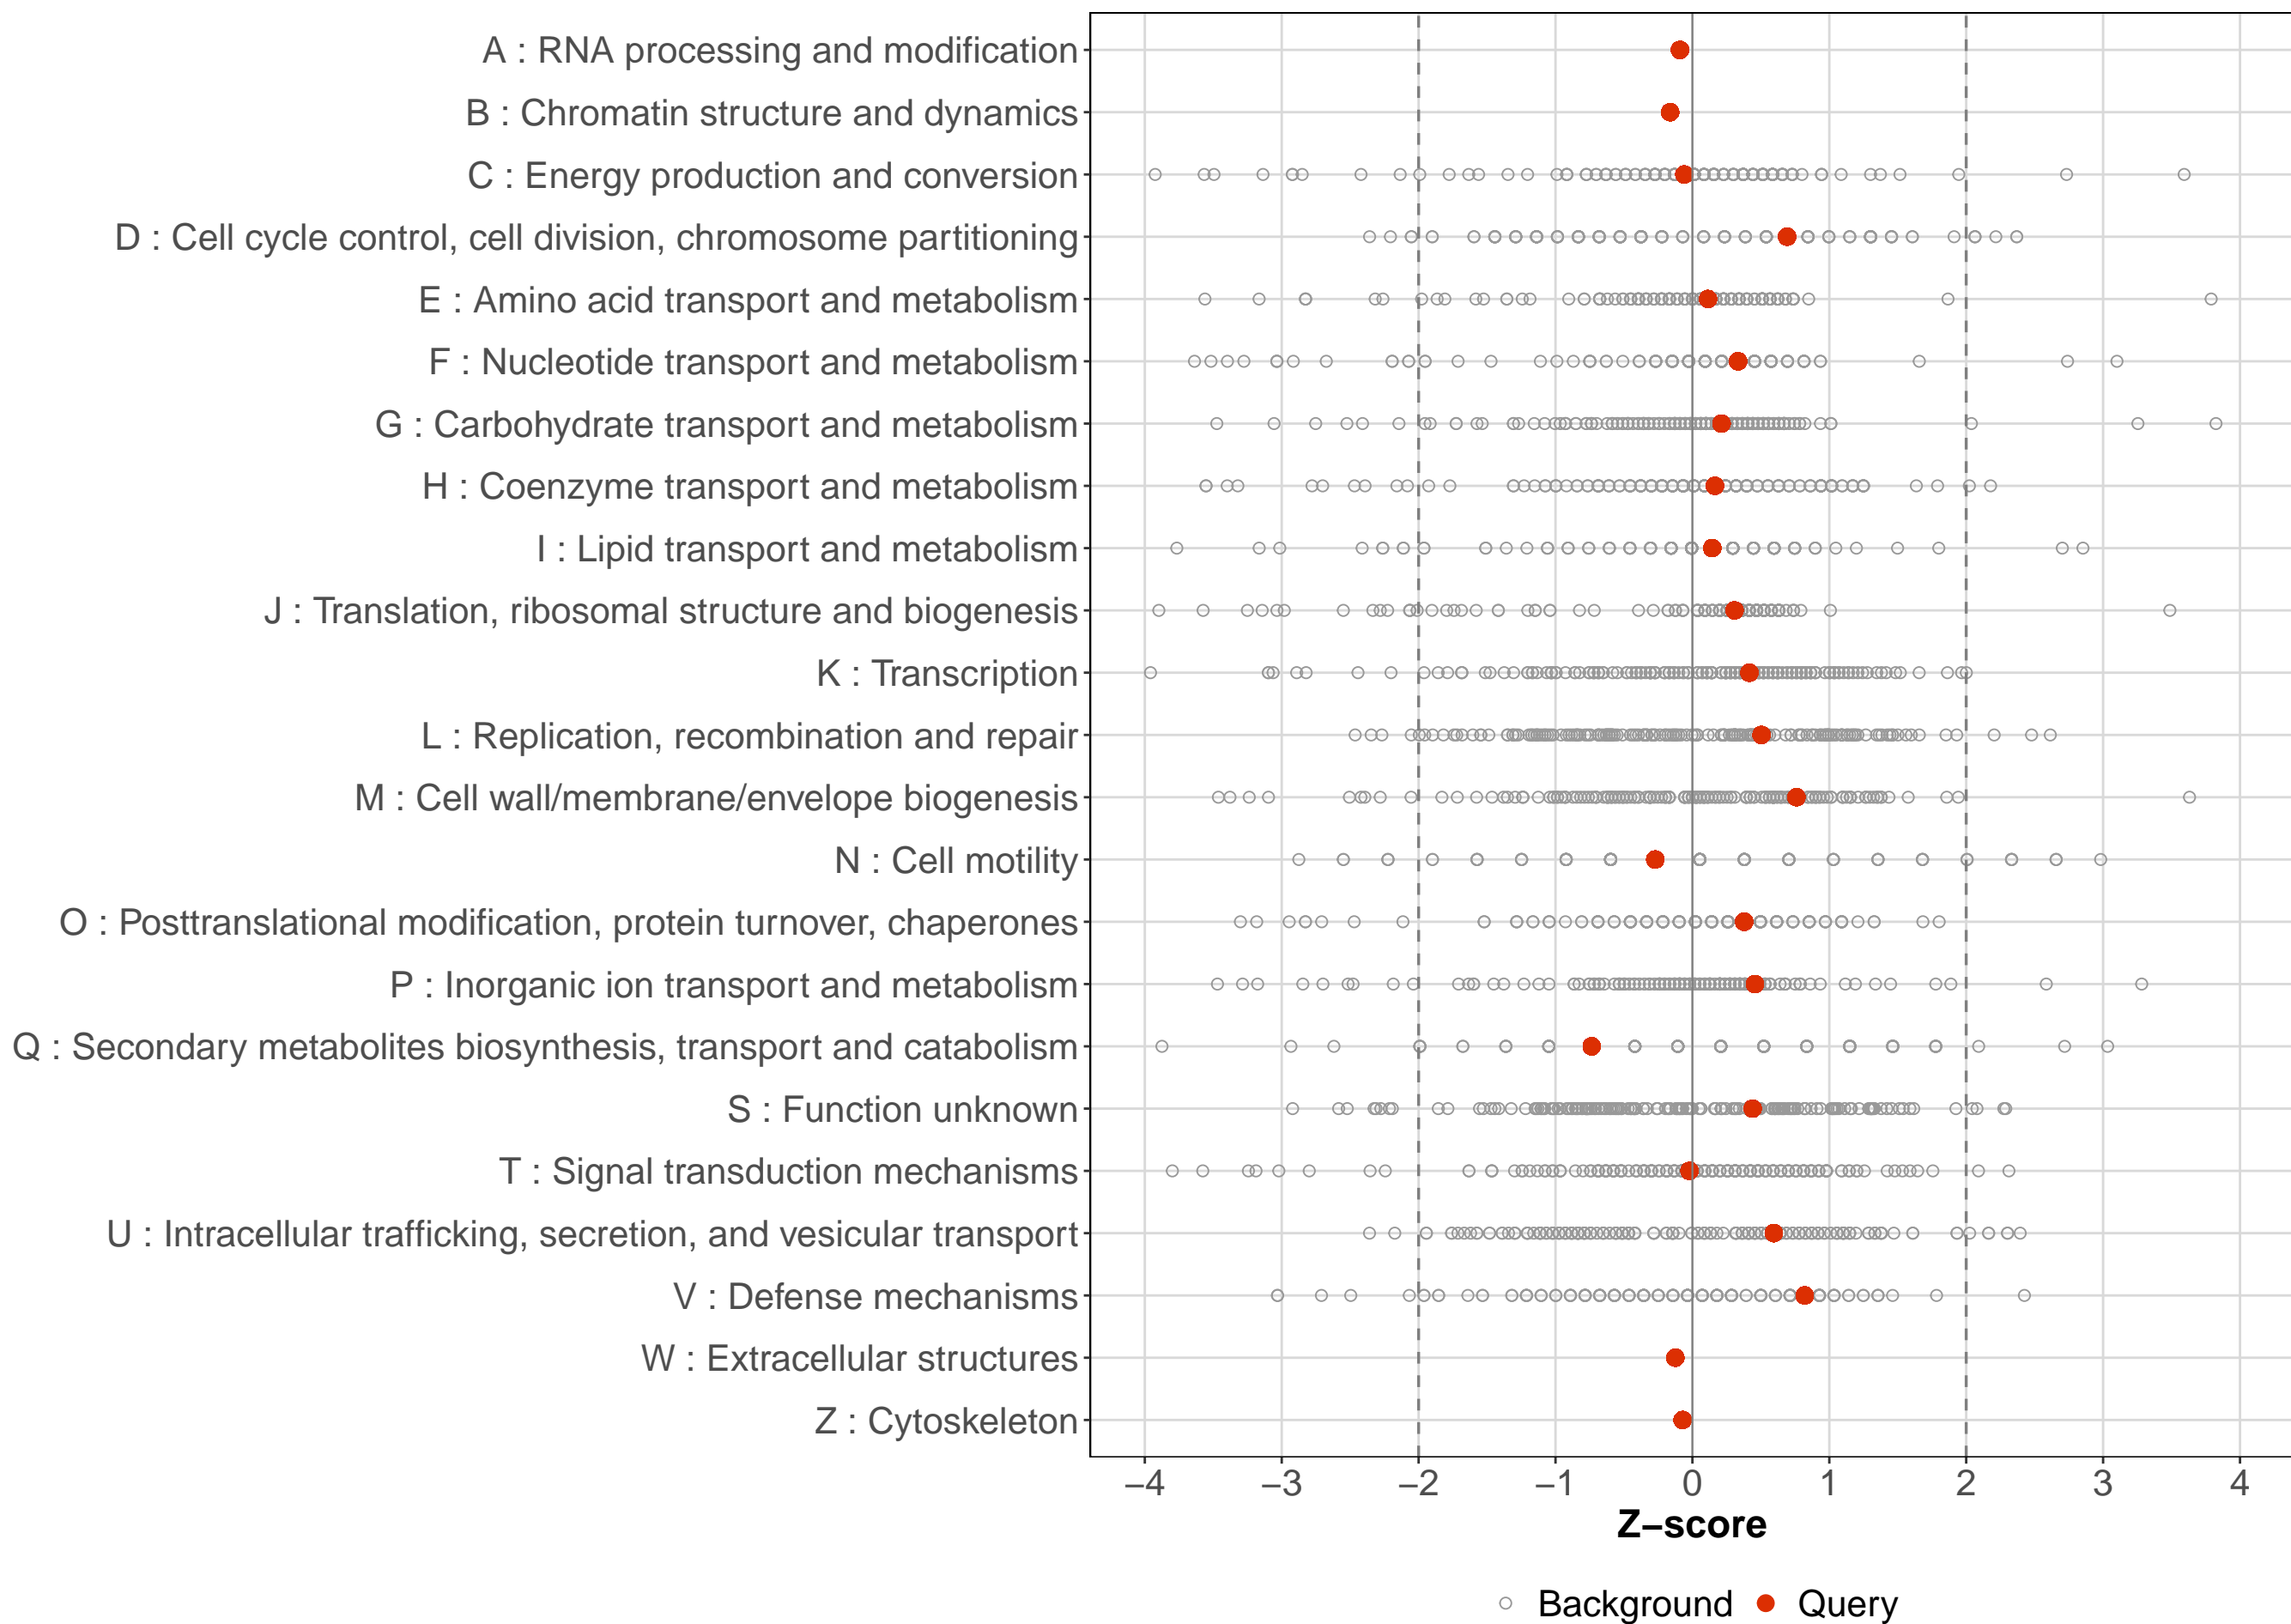 A : RNA processing and modification
B : Chromatin structure and dynamics
C : Energy production and conversion
D : Cell cycle control, cell division, chromosome partitioning
E : Amino acid transport and metabolism
F : Nucleotide transport and metabolism
G : Carbohydrate transport and metabolism
H : Coenzyme transport and metabolism
I : Lipid transport and metabolism
J : Translation, ribosomal structure and biogenesis
K : Transcription
L : Replication, recombination and repair
M : Cell wall/membrane/envelope biogenesis
N : Cell motility
O : Posttranslational modification, protein turnover, chaperones
P : Inorganic ion transport and metabolism
Q : Secondary metabolites biosynthesis, transport and catabolism
S : Function unknown
T : Signal transduction mechanisms
U : Intracellular trafficking, secretion, and vesicular transport
V : Defense mechanisms
W : Extracellular structures
Z : Cytoskeleton
−4 −3 −2 −1 0 1 2 3 4
Z−score
Background Query